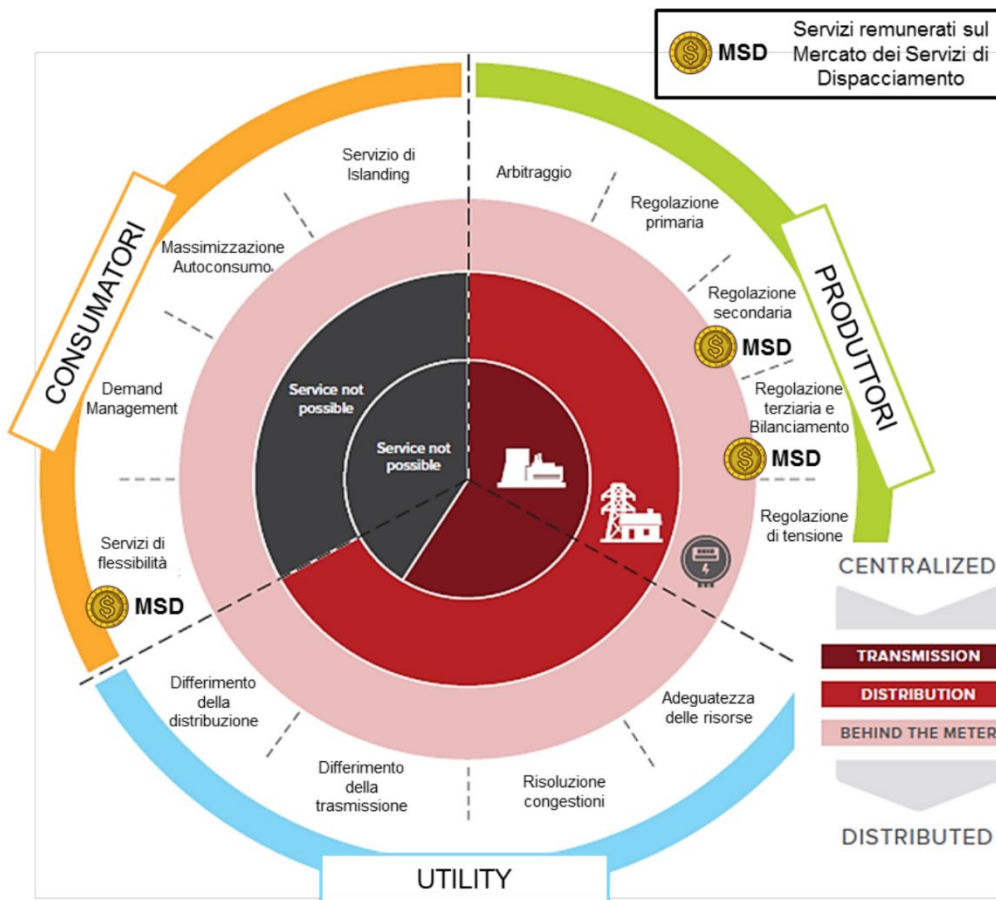 MSD
Servizi remunerati sul
Mercato dei Servizi di
Dispacciamento
CONSUMATORI
PRODUTTORI
UTILITY
Servizio di
Islanding
Arbitraggio
Regolazione
primaria
Massimizzazione
Autoconsumo
Regolazione
secondaria
MSD
Demand
Management
Service not
possible
Service not
possible
Regolazione
terziaria e
Bilanciamento
MSD
Regolazione
di tensione
Servizi di
flessibilità
MSD
Differimento
della
distribuzione
Differimento
della
trasmissione
Risoluzione
congestioni
Adeguatezza
delle risorse
CENTRALIZED
TRANSMISSION
DISTRIBUTION
BEHIND THE METER
DISTRIBUTED